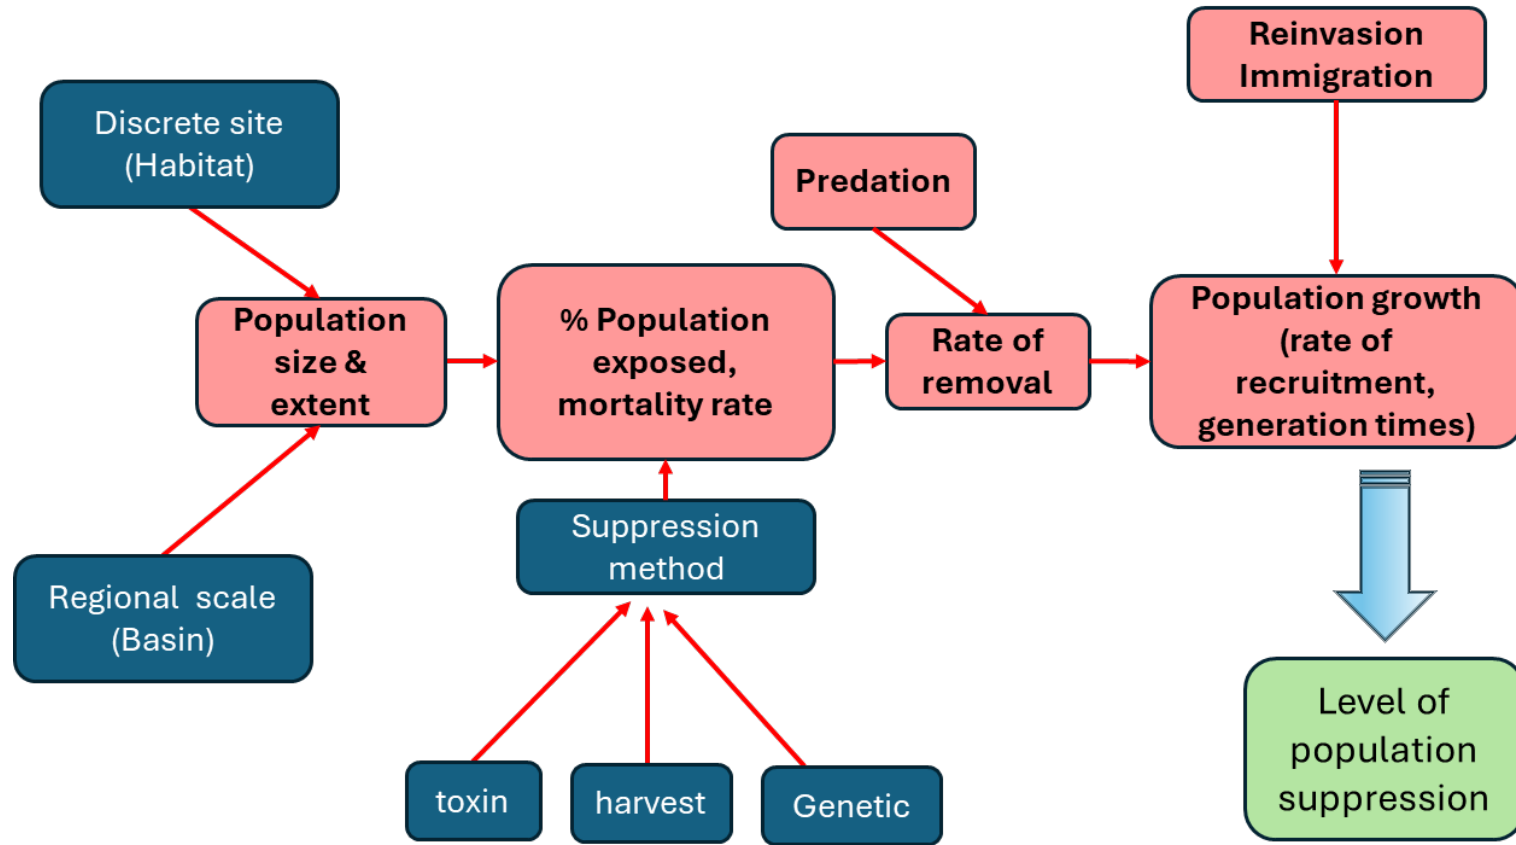 Reinvasion
Immigration
Discrete site
(Habitat)
Predation
Population
size &
extent
% Population
exposed,
mortality rate
Rate of
removal
Population growth
(rate of
recruitment,
generation times)
Suppression
method
Regional scale
(Basin)
toxin
harvest
Genetic
Level of
population
suppression